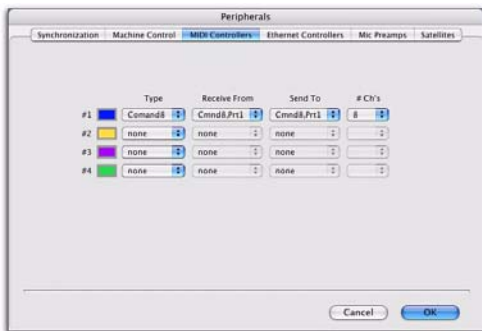 Peripherals
Synchronization Machine Control MIDI Controllers Ethernet Controllers Mic Preamps Satellites
Type Receive From Send To # Ch's
#1 Comand8 Cmnd8,Prt1 Cmnd8,Prt1 8
#2 none none none
#3 none none none
#4 none none none
Cancel OK